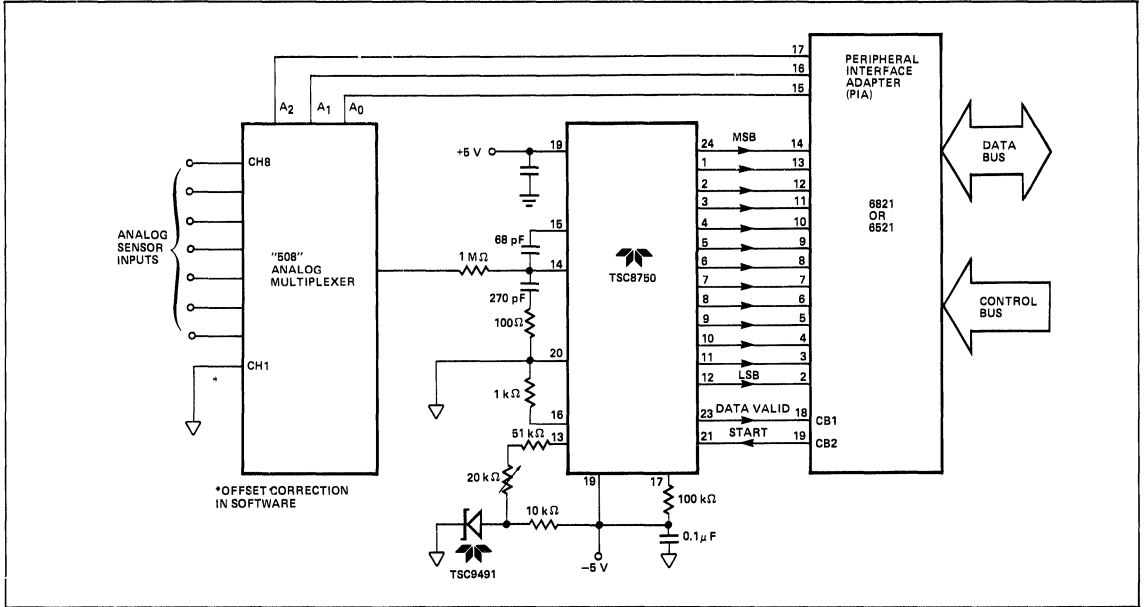 17
16
15
PERIPHERAL
INTERFACE
ADAPTER
(PIA)
A2
A1
A0
+5 V
19
24
MSB
14
DATA
BUS
CH8
1
13
2
12
3
11
4
10
5
9
6
8
7
7
8
6
9
5
10
4
11
3
12
LSB
2
6821
OR
6521
ANALOG
SENSOR
INPUTS
"508"
ANALOG
MULTIPLEXER
15
68 pF
1 MΩ
14
270 pF
100Ω
TSC8750
CONTROL
BUS
20
CH1
*
1 kΩ
16
23
DATA VALID
18
CB1
21
START
19
CB2
51 kΩ
13
20 kΩ
19
17
100 kΩ
10 kΩ
0.1μF
*OFFSET CORRECTION
IN SOFTWARE
TSC9491
–5 V